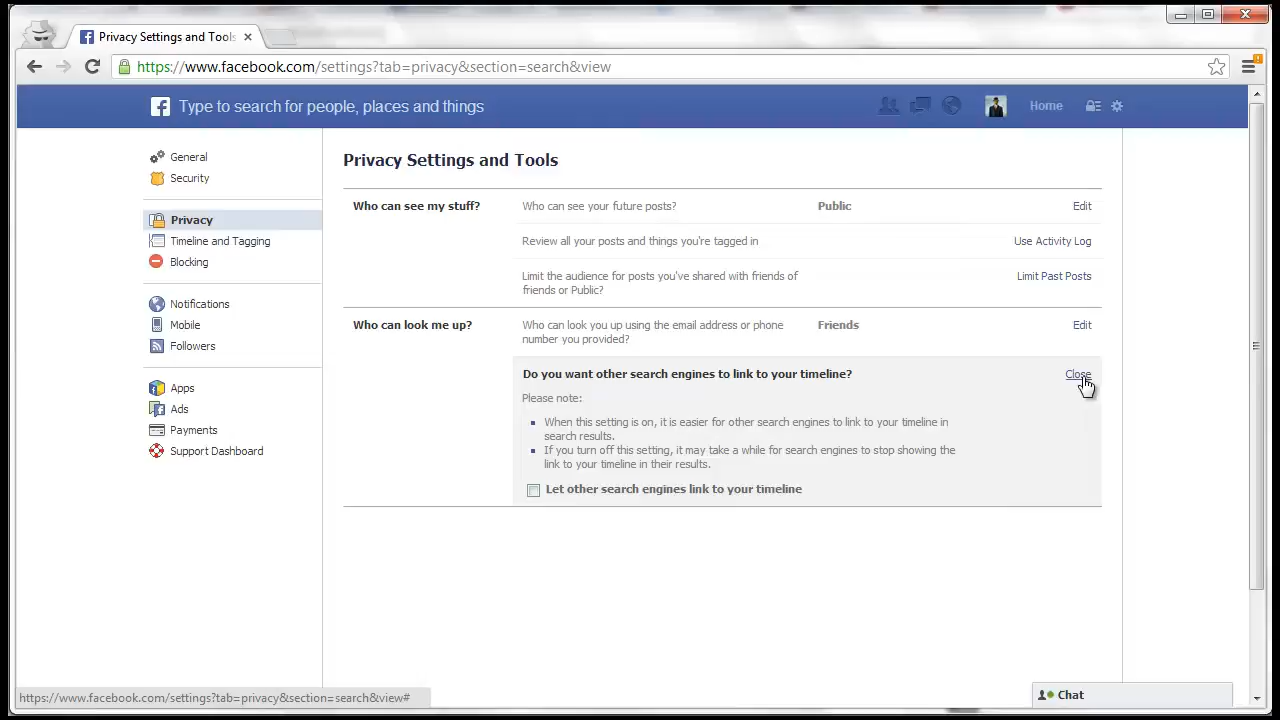 Privacy Settings and Tools
https://www.facebook.com/settings?tab=privacy&section=search&view
Type to search for people, places and things
Home
General
Security
Privacy
Timeline and Tagging
Blocking
Notifications
Mobile
Followers
Apps
Ads
Payments
Support Dashboard
Privacy Settings and Tools
Who can see my stuff?
Who can see your future posts?
Public
Edit
Review all your posts and things you're tagged in
Use Activity Log
Limit the audience for posts you've shared with friends of
friends or Public?
Limit Past Posts
Who can look me up?
Who can look you up using the email address or phone
number you provided?
Friends
Edit
Do you want other search engines to link to your timeline?
Close
Please note:
When this setting is on, it is easier for other search engines to link to your timeline in
search results.
If you turn off this setting, it may take a while for search engines to stop showing the
link to your timeline in their results.
Let other search engines link to your timeline
https://www.facebook.com/settings?tab=privacy&section=search&view#
Chat